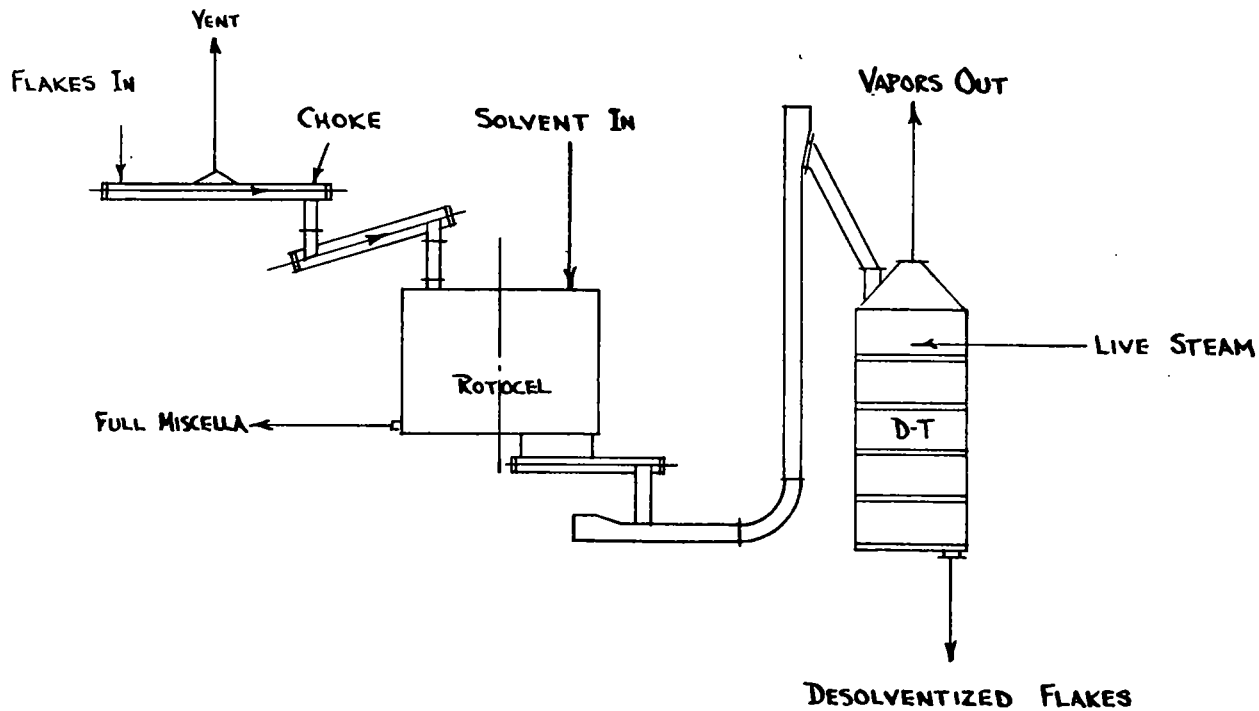 VENT
FLAKES IN
CHOKE
SOLVENT IN
VAPORS OUT
LIVE STEAM
ROTOCEL
FULL MISCELLA
D-T
DESOLVENTIZED FLAKES